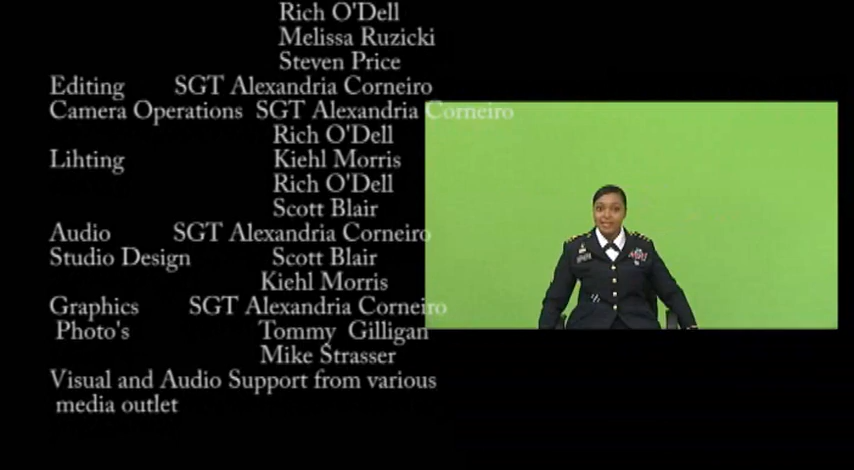 Rich O'Dell
Melissa Ruzicki
Steven Price
Editing SGT Alexandria Corneiro
Camera Operations SGT Alexandria Corneiro
Rich O'Dell
Lihting Kiehl Morris
Rich O'Dell
Scott Blair
Audio SGT Alexandria Corneiro
Studio Design Scott Blair
Kiehl Morris
Graphics SGT Alexandria Corneiro
Photo's Tommy Gilligan
Mike Strasser
Visual and Audio Support from various
media outlet